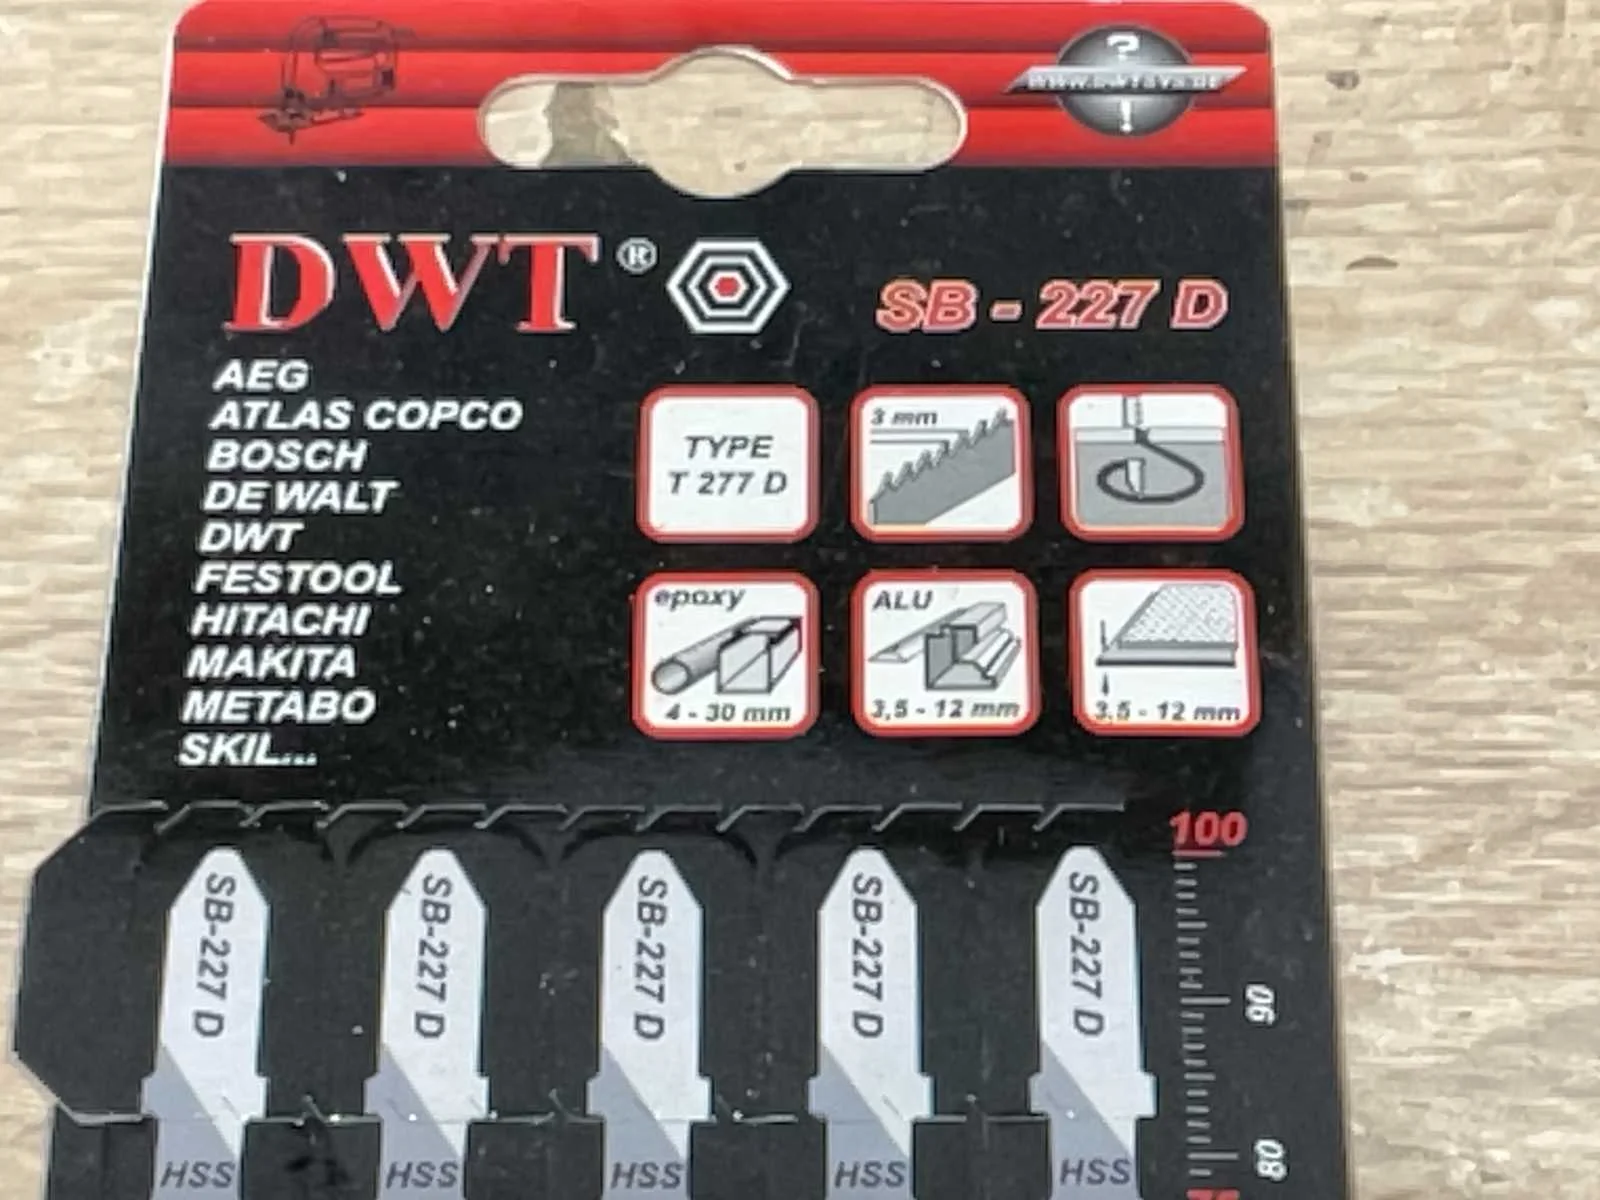 ?
!
DWT®
SB - 227 D
AEG
ATLAS COPCO
BOSCH
DE WALT
DWT
FESTOOL
HITACHI
MAKITA
METABO
SKIL...
TYPE
T 277 D
3 mm
epoxy
4 - 30 mm
ALU
3,5 - 12 mm
3,5 - 12 mm
100
90
80
SB-227 D
SB-227 D
SB-227 D
SB-227 D
SB-227 D
HSS
HSS
HSS
HSS
HSS